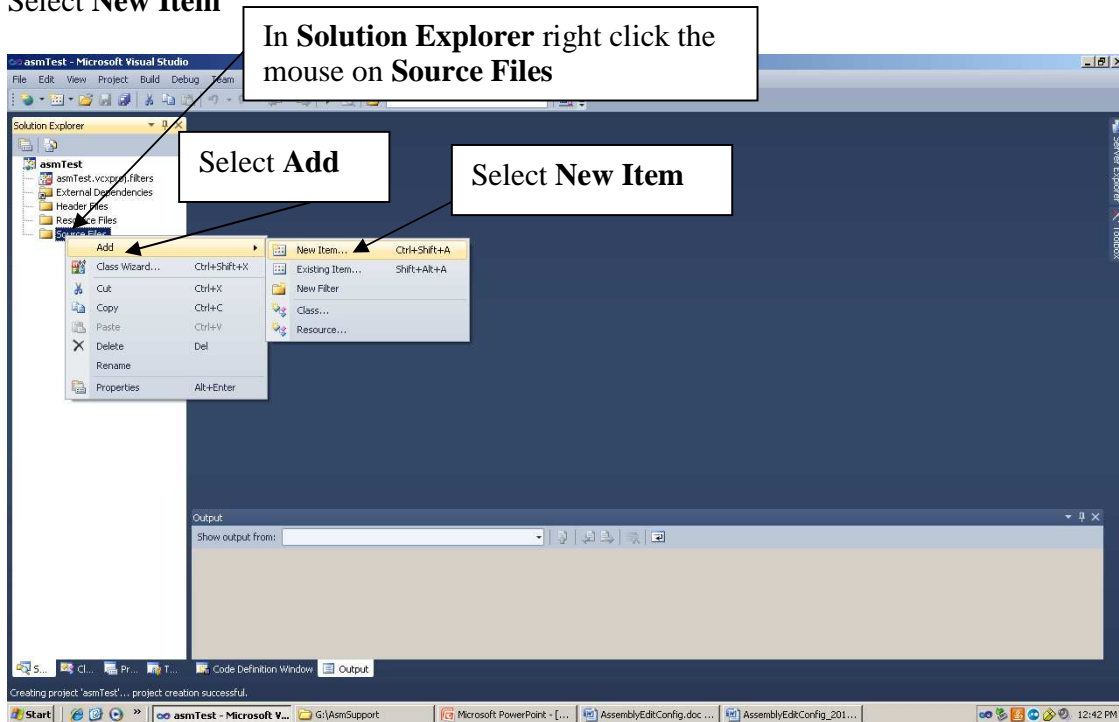 Select New Item
In Solution Explorer right click the
mouse on Source Files
asmTest - Microsoft Visual Studio
File Edit View Project Build Debug Team
Solution Explorer
Select Add
Select New Item
asmTest
asmTest.vcxproj.filters
External Dependencies
Header Files
Resource Files
Source Files
Server Explorer
Toolbox
Add
Class Wizard... Ctrl+Shift+X
Cut Ctrl+X
Copy Ctrl+C
Paste Ctrl+V
Delete Del
Rename
Properties Alt+Enter
New Item... Ctrl+Shift+A
Existing Item... Shift+Alt+A
New Filter
Class...
Resource...
Output
Show output from:
S... Cl... Pr... T... Code Definition Window Output
Creating project 'asmTest'... project creation successful.
Start » asmTest - Microsoft V... G:\AsmSupport Microsoft PowerPoint - [... AssemblyEditConfig.doc ... AssemblyEditConfig_201... 12:42 PM